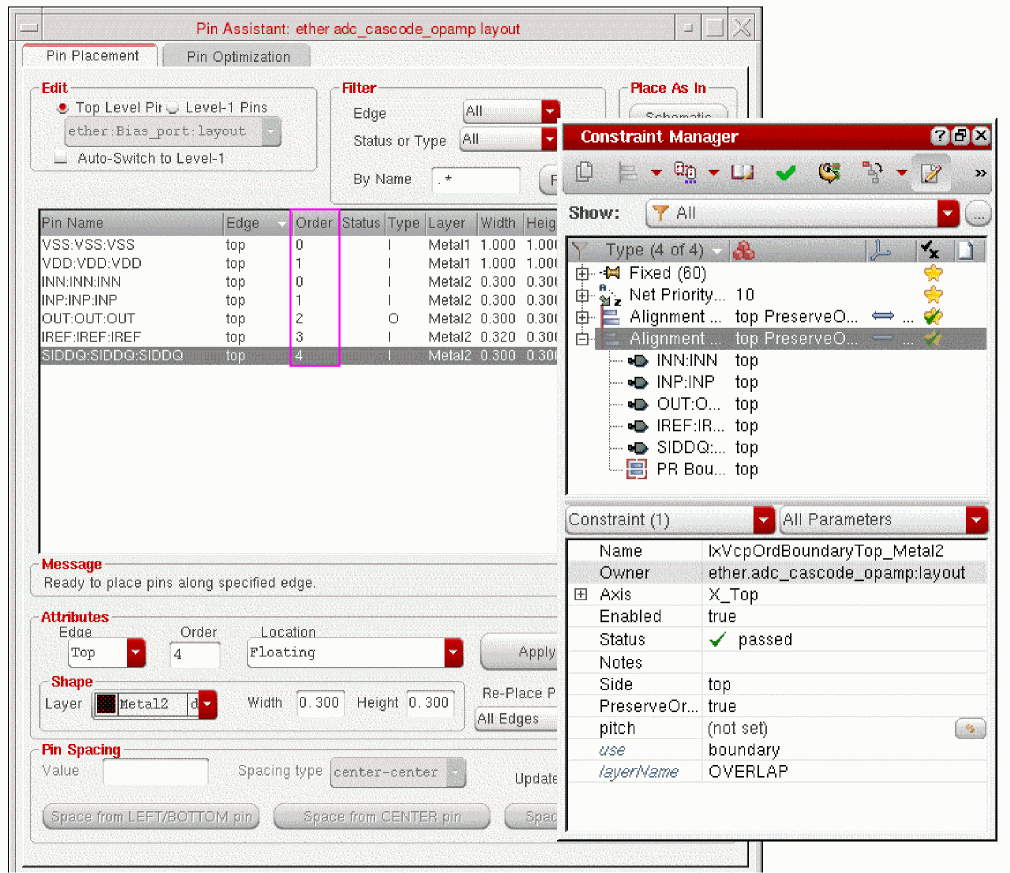 Pin Assistant: ether adc_cascode_opamp layout
Pin Placement Pin Optimization
Edit
Top Level Pir Level-1 Pins
ether:Bias_port:layout
Auto-Switch to Level-1
Filter
Edge All
Status or Type All
By Name .*
Place As In
Schematic
Pin Name Edge Order Status Type Layer Width Heig
VSS:VSS:VSS top 0 I Metal1 1.000 1.00
VDD:VDD:VDD top 1 I Metal1 1.000 1.00
INN:INN:INN top 0 I Metal2 0.300 0.30
INP:INP:INP top 1 I Metal2 0.300 0.30
OUT:OUT:OUT top 2 O Metal2 0.300 0.30
IREF:IREF:IREF top 3 I Metal2 0.320 0.30
SIDDQ:SIDDQ:SIDDQ top 4 I Metal2 0.300 0.30
Message
Ready to place pins along specified edge.
Attributes
Edge Order Location
Top 4 Floating Apply
Shape
Layer Metal2 d Width 0.300 Height 0.300
Re-Place P
All Edges
Pin Spacing
Value Spacing type center-center Update
Space from LEFT/BOTTOM pin Space from CENTER pin Spac
Constraint Manager
»
Show: All ...
Type (4 of 4)
Fixed (60)
Net Priority... 10
Alignment ... top PreserveO... ...
Alignment ... top PreserveO... ...
INN:INN top
INP:INP top
OUT:O... top
IREF:IR... top
SIDDQ:... top
PR Bou... top
Constraint (1) All Parameters
Name lxVcpOrdBoundaryTop_Metal2
Owner ether.adc_cascode_opamp:layout
Axis X_Top
Enabled true
Status passed
Notes
Side top
PreserveOr... true
pitch (not set)
use boundary
layerName OVERLAP